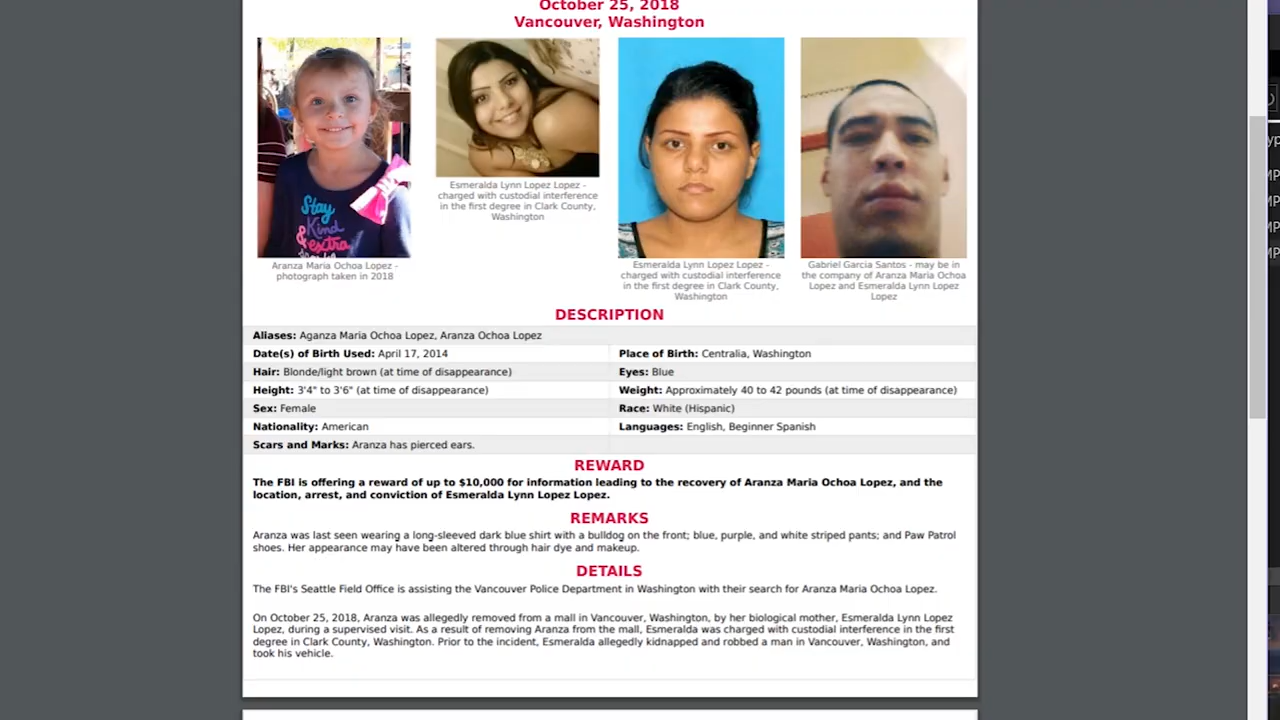 October 25, 2018
Vancouver, Washington
Stay
Kind
& extra
Aranza Maria Ochoa Lopez -
photograph taken in 2018
Esmeralda Lynn Lopez Lopez -
charged with custodial interference
in the first degree in Clark County,
Washington
Esmeralda Lynn Lopez Lopez -
charged with custodial interference
in the first degree in Clark County,
Washington
Gabriel Garcia Santos - may be in
the company of Aranza Maria Ochoa
Lopez and Esmeralda Lynn Lopez
Lopez
DESCRIPTION
Aliases: Aganza Maria Ochoa Lopez, Aranza Ochoa Lopez
Date(s) of Birth Used: April 17, 2014
Place of Birth: Centralia, Washington
Hair: Blonde/light brown (at time of disappearance)
Eyes: Blue
Height: 3'4" to 3'6" (at time of disappearance)
Weight: Approximately 40 to 42 pounds (at time of disappearance)
Sex: Female
Race: White (Hispanic)
Nationality: American
Languages: English, Beginner Spanish
Scars and Marks: Aranza has pierced ears.
REWARD
The FBI is offering a reward of up to $10,000 for information leading to the recovery of Aranza Maria Ochoa Lopez, and the
location, arrest, and conviction of Esmeralda Lynn Lopez Lopez.
REMARKS
Aranza was last seen wearing a long-sleeved dark blue shirt with a bulldog on the front; blue, purple, and white striped pants; and Paw Patrol
shoes. Her appearance may have been altered through hair dye and makeup.
DETAILS
The FBI's Seattle Field Office is assisting the Vancouver Police Department in Washington with their search for Aranza Maria Ochoa Lopez.
On October 25, 2018, Aranza was allegedly removed from a mall in Vancouver, Washington, by her biological mother, Esmeralda Lynn Lopez
Lopez, during a supervised visit. As a result of removing Aranza from the mall, Esmeralda was charged with custodial interference in the first
degree in Clark County, Washington. Prior to the incident, Esmeralda allegedly kidnapped and robbed a man in Vancouver, Washington, and
took his vehicle.